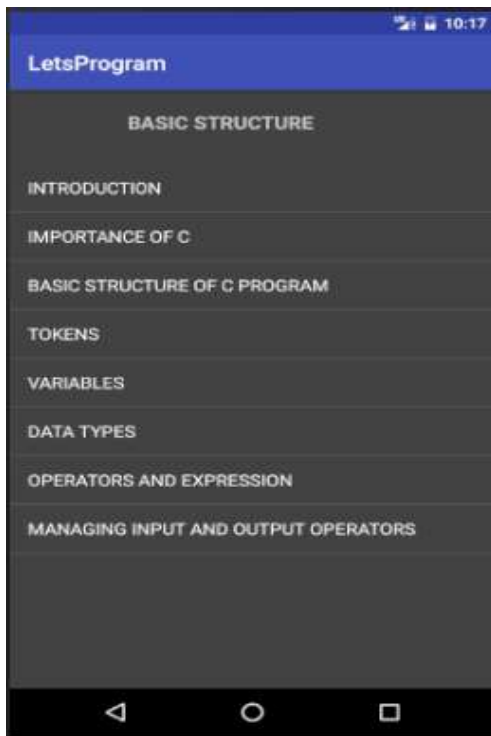 10:17
LetsProgram
BASIC STRUCTURE
INTRODUCTION
IMPORTANCE OF C
BASIC STRUCTURE OF C PROGRAM
TOKENS
VARIABLES
DATA TYPES
OPERATORS AND EXPRESSION
MANAGING INPUT AND OUTPUT OPERATORS